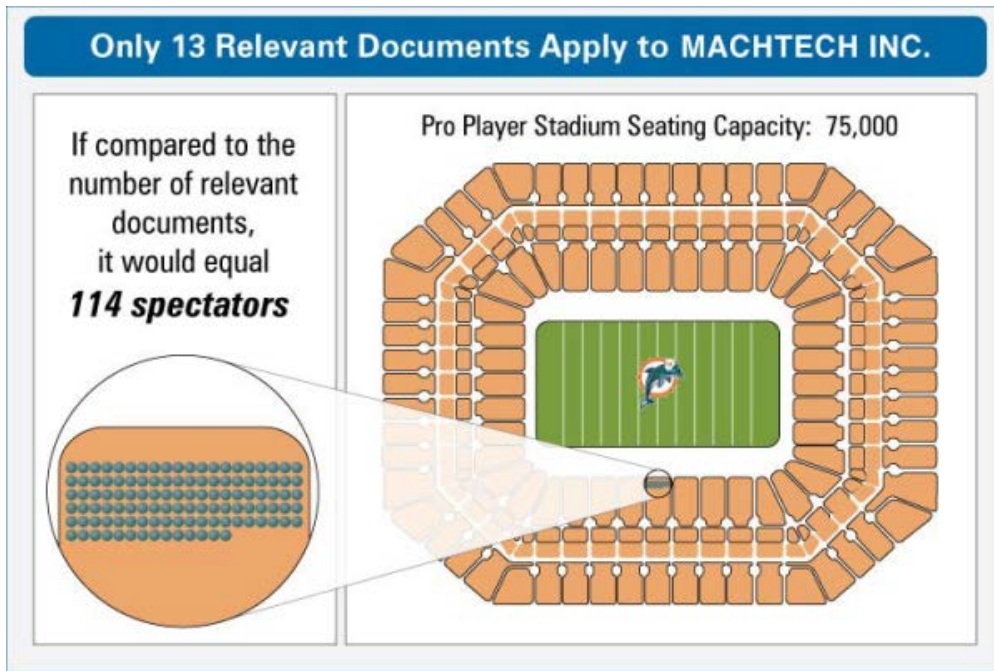 Only 13 Relevant Documents Apply to MACHTECH INC.
If compared to the
number of relevant
documents,
it would equal
114 spectators
Pro Player Stadium Seating Capacity: 75,000